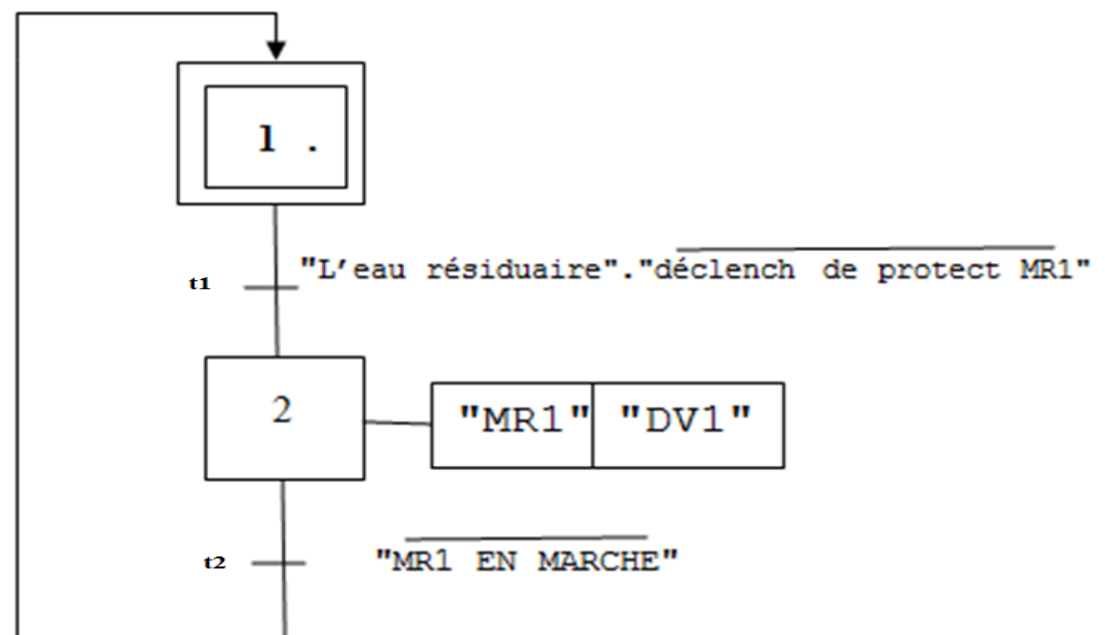 1 .
t1 "L'eau résiduaire"."déclench de protect MR1"
2
"MR1" "DV1"
t2 "MR1 EN MARCHE"